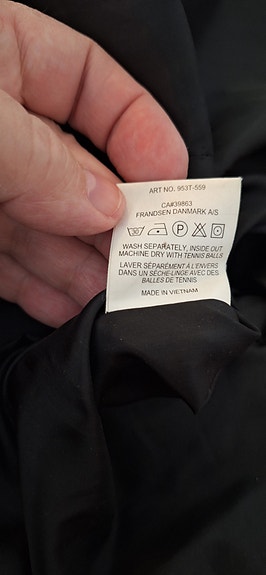 ART NO. 953T-559
CA#39863
FRANDSEN DANMARK A/S
30 P
WASH SEPARATELY, INSIDE OUT
MACHINE DRY WITH TENNIS BALLS
LAVER SÉPARÉMENT À L'ENVERS
DANS UN SÈCHE-LINGE AVEC DES
BALLES DE TENNIS
MADE IN VIETNAM